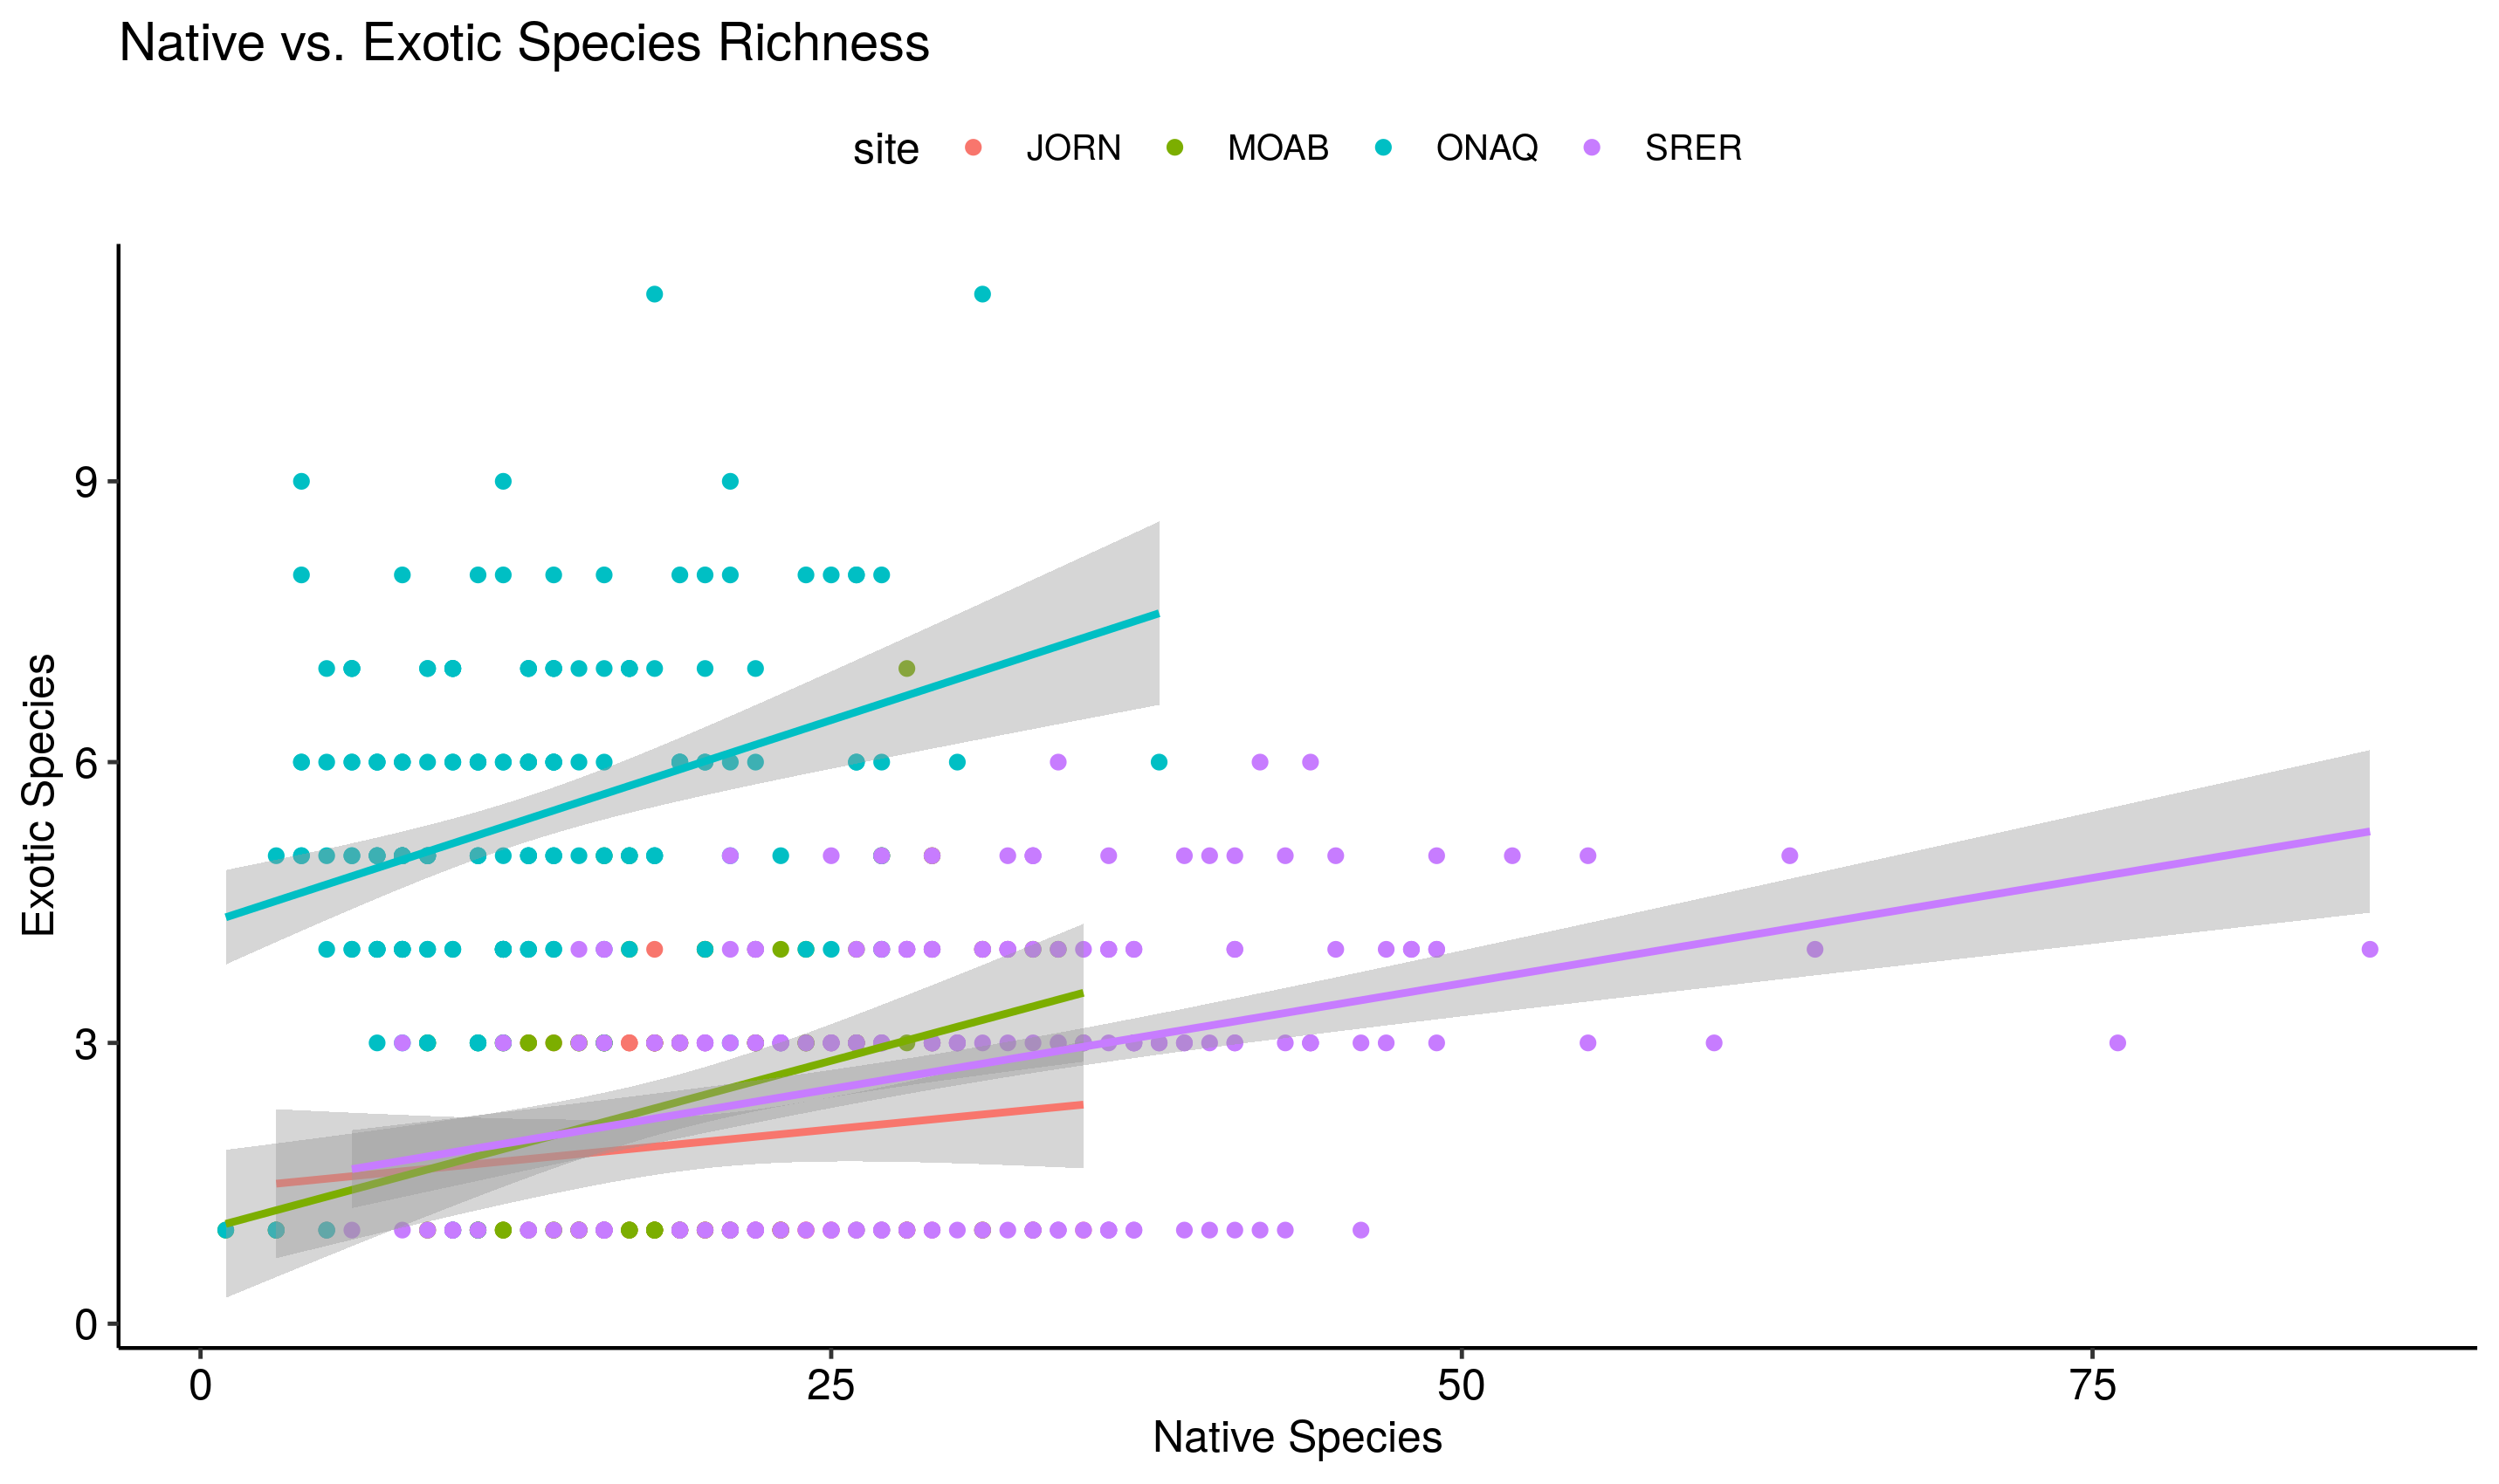 Native vs. Exotic Species Richness
site JORN MOAB ONAQ SRER
Exotic Species
9
6
3
0
0 25 50 75
Native Species